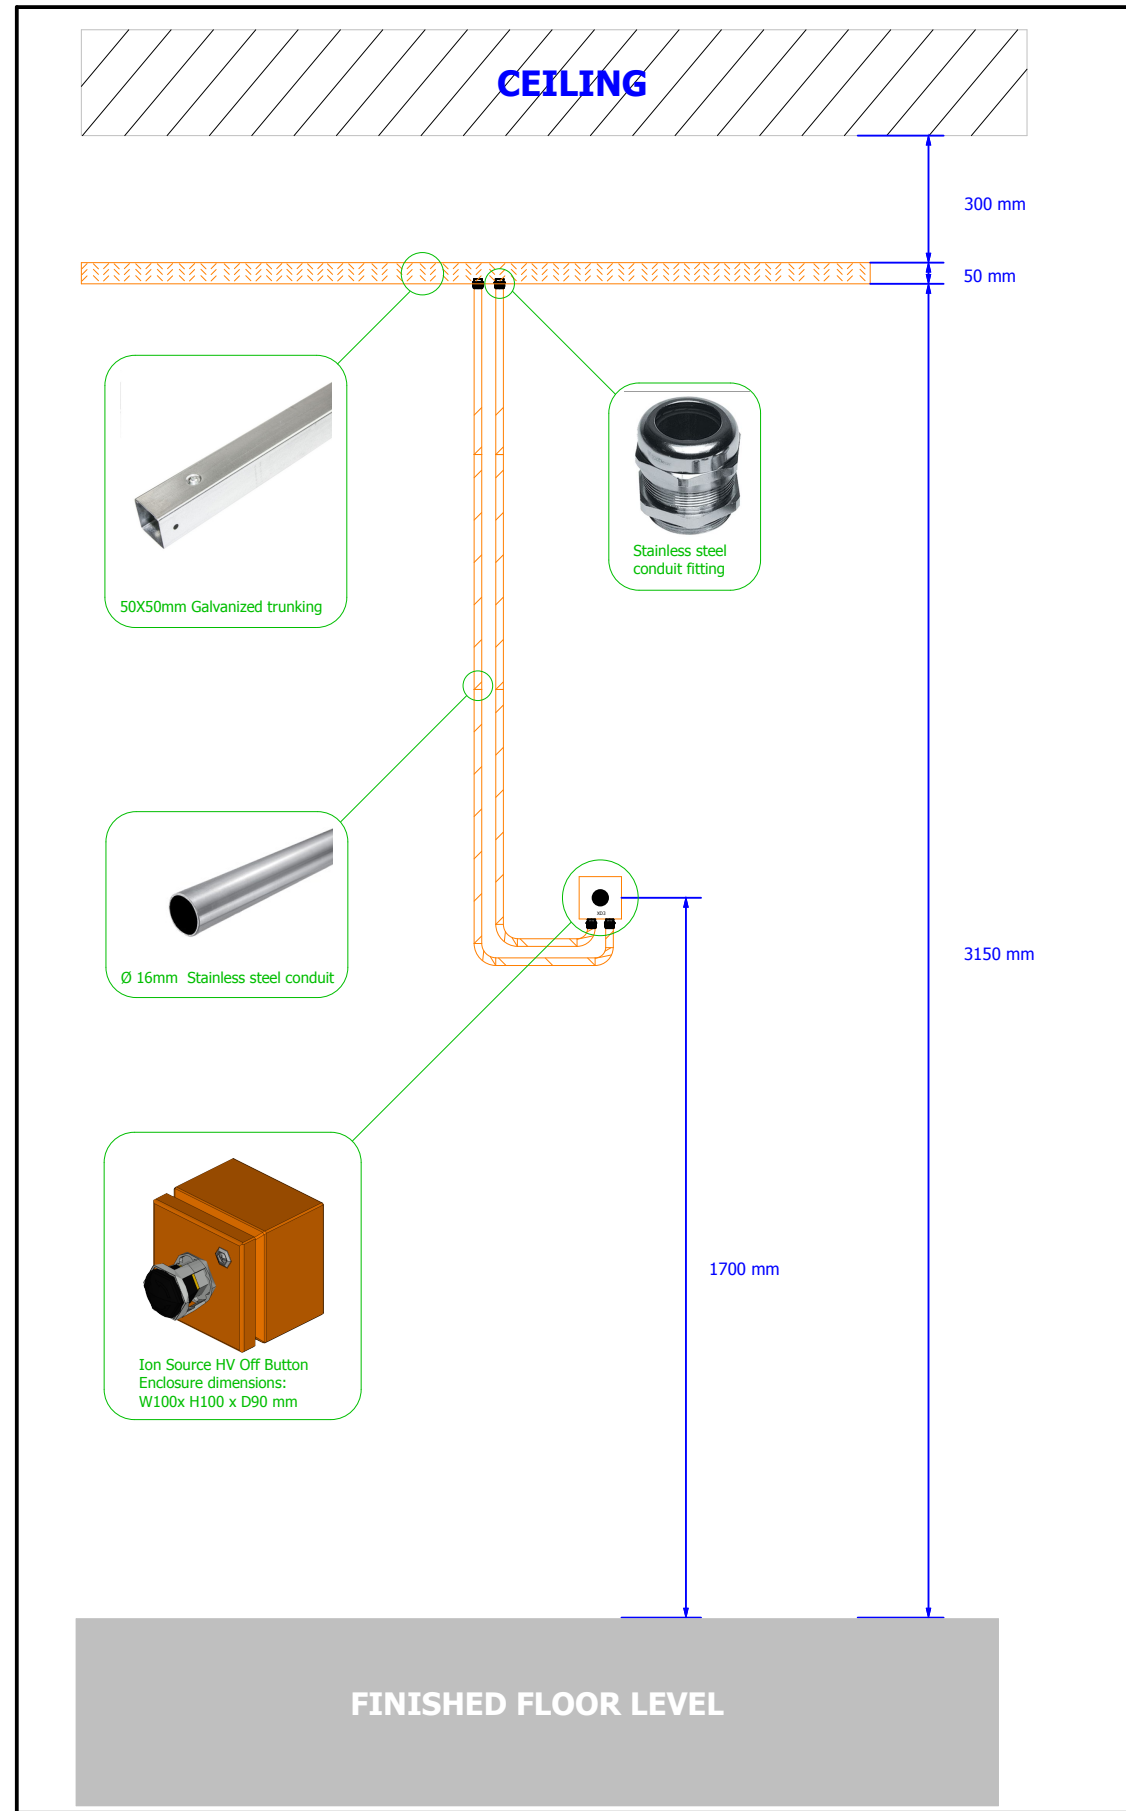 CEILING
300 mm
50 mm
Stainless steel
conduit fitting
50X50mm Galvanized trunking
XD3
3150 mm
Ø 16mm  Stainless steel conduit
1700 mm
Ion Source HV Off Button
Enclosure dimensions:
W100x H100 x D90 mm
FINISHED FLOOR LEVEL